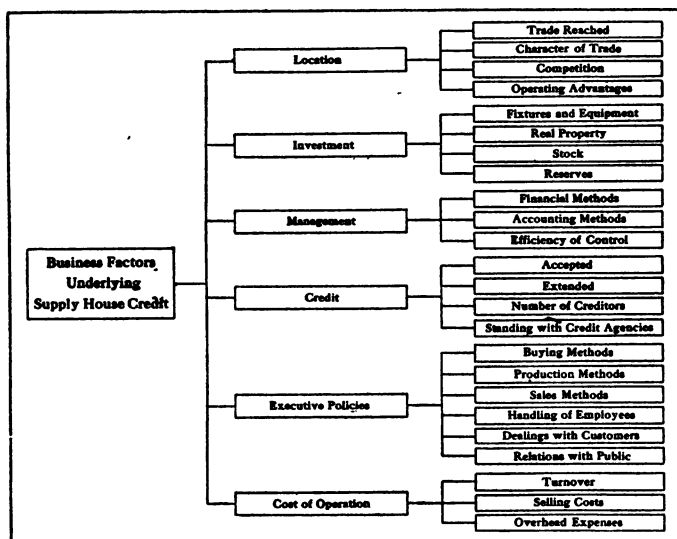 Business Factors
Underlying
Supply House Credit
Location
Trade Reached
Character of Trade
Competition
Operating Advantages
Investment
Fixtures and Equipment
Real Property
Stock
Reserves
Management
Financial Methods
Accounting Methods
Efficiency of Control
Credit
Accepted
Extended
Number of Creditors
Standing with Credit Agencies
Executive Policies
Buying Methods
Production Methods
Sales Methods
Handling of Employees
Dealings with Customers
Relations with Public
Cost of Operation
Turnover
Selling Costs
Overhead Expenses